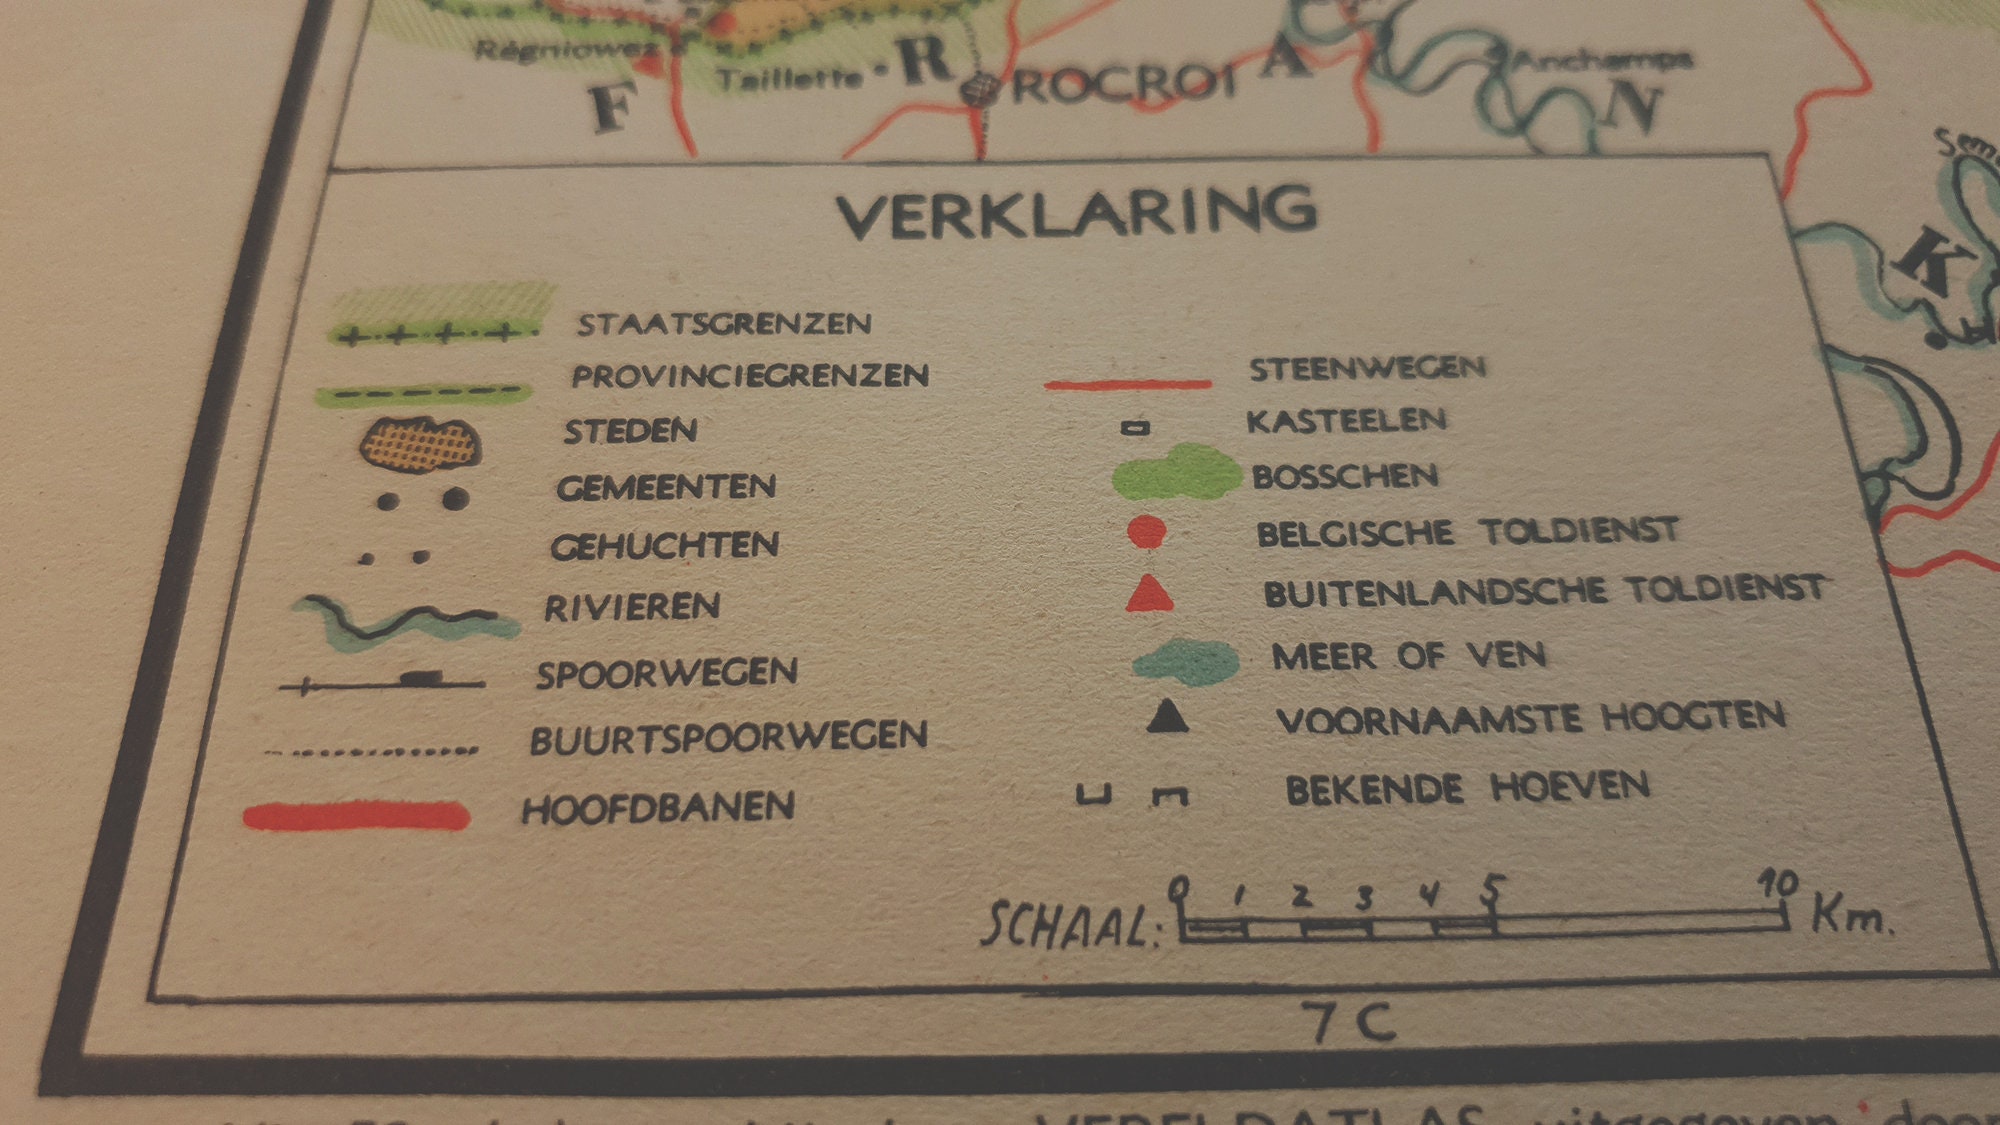 Régniowez
Taillette
ROCROI
Anchamps
F R A N K
VERKLARING
STAATSGRENZEN
PROVINCIEGRENZEN
STEDEN
GEMEENTEN
GEHUCHTEN
RIVIEREN
SPOORWEGEN
BUURTSPOORWEGEN
HOOFDBANEN
STEENWEGEN
KASTEELEN
BOSSCHEN
BELGISCHE TOLDIENST
BUITENLANDSCHE TOLDIENST
MEER OF VEN
VOORNAAMSTE HOOGTEN
BEKENDE HOEVEN
SCHAAL: 0 1 2 3 4 5 10 Km.
7 C
uitgegeven door